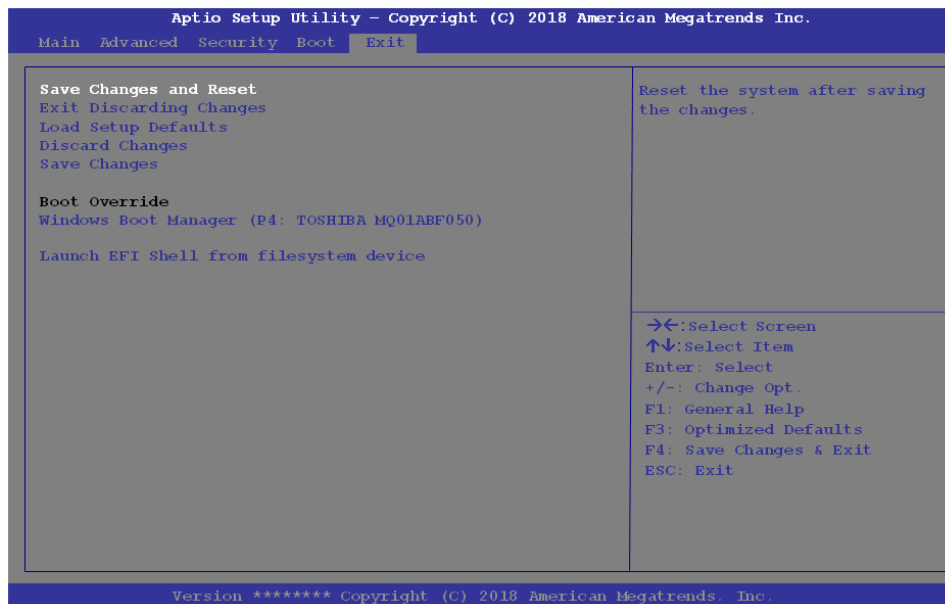 Aptio Setup Utility – Copyright (C) 2018 American Megatrends Inc.
Main Advanced Security Boot Exit
Save Changes and Reset
Exit Discarding Changes
Load Setup Defaults
Discard Changes
Save Changes
Boot Override
Windows Boot Manager (P4: TOSHIBA MQ01ABF050)
Launch EFI Shell from filesystem device
Reset the system after saving
the changes.
→←:Select Screen
↑↓:Select Item
Enter: Select
+/-: Change Opt.
F1: General Help
F3: Optimized Defaults
F4: Save Changes & Exit
ESC: Exit
Version ******** Copyright (C) 2018 American Megatrends. Inc.